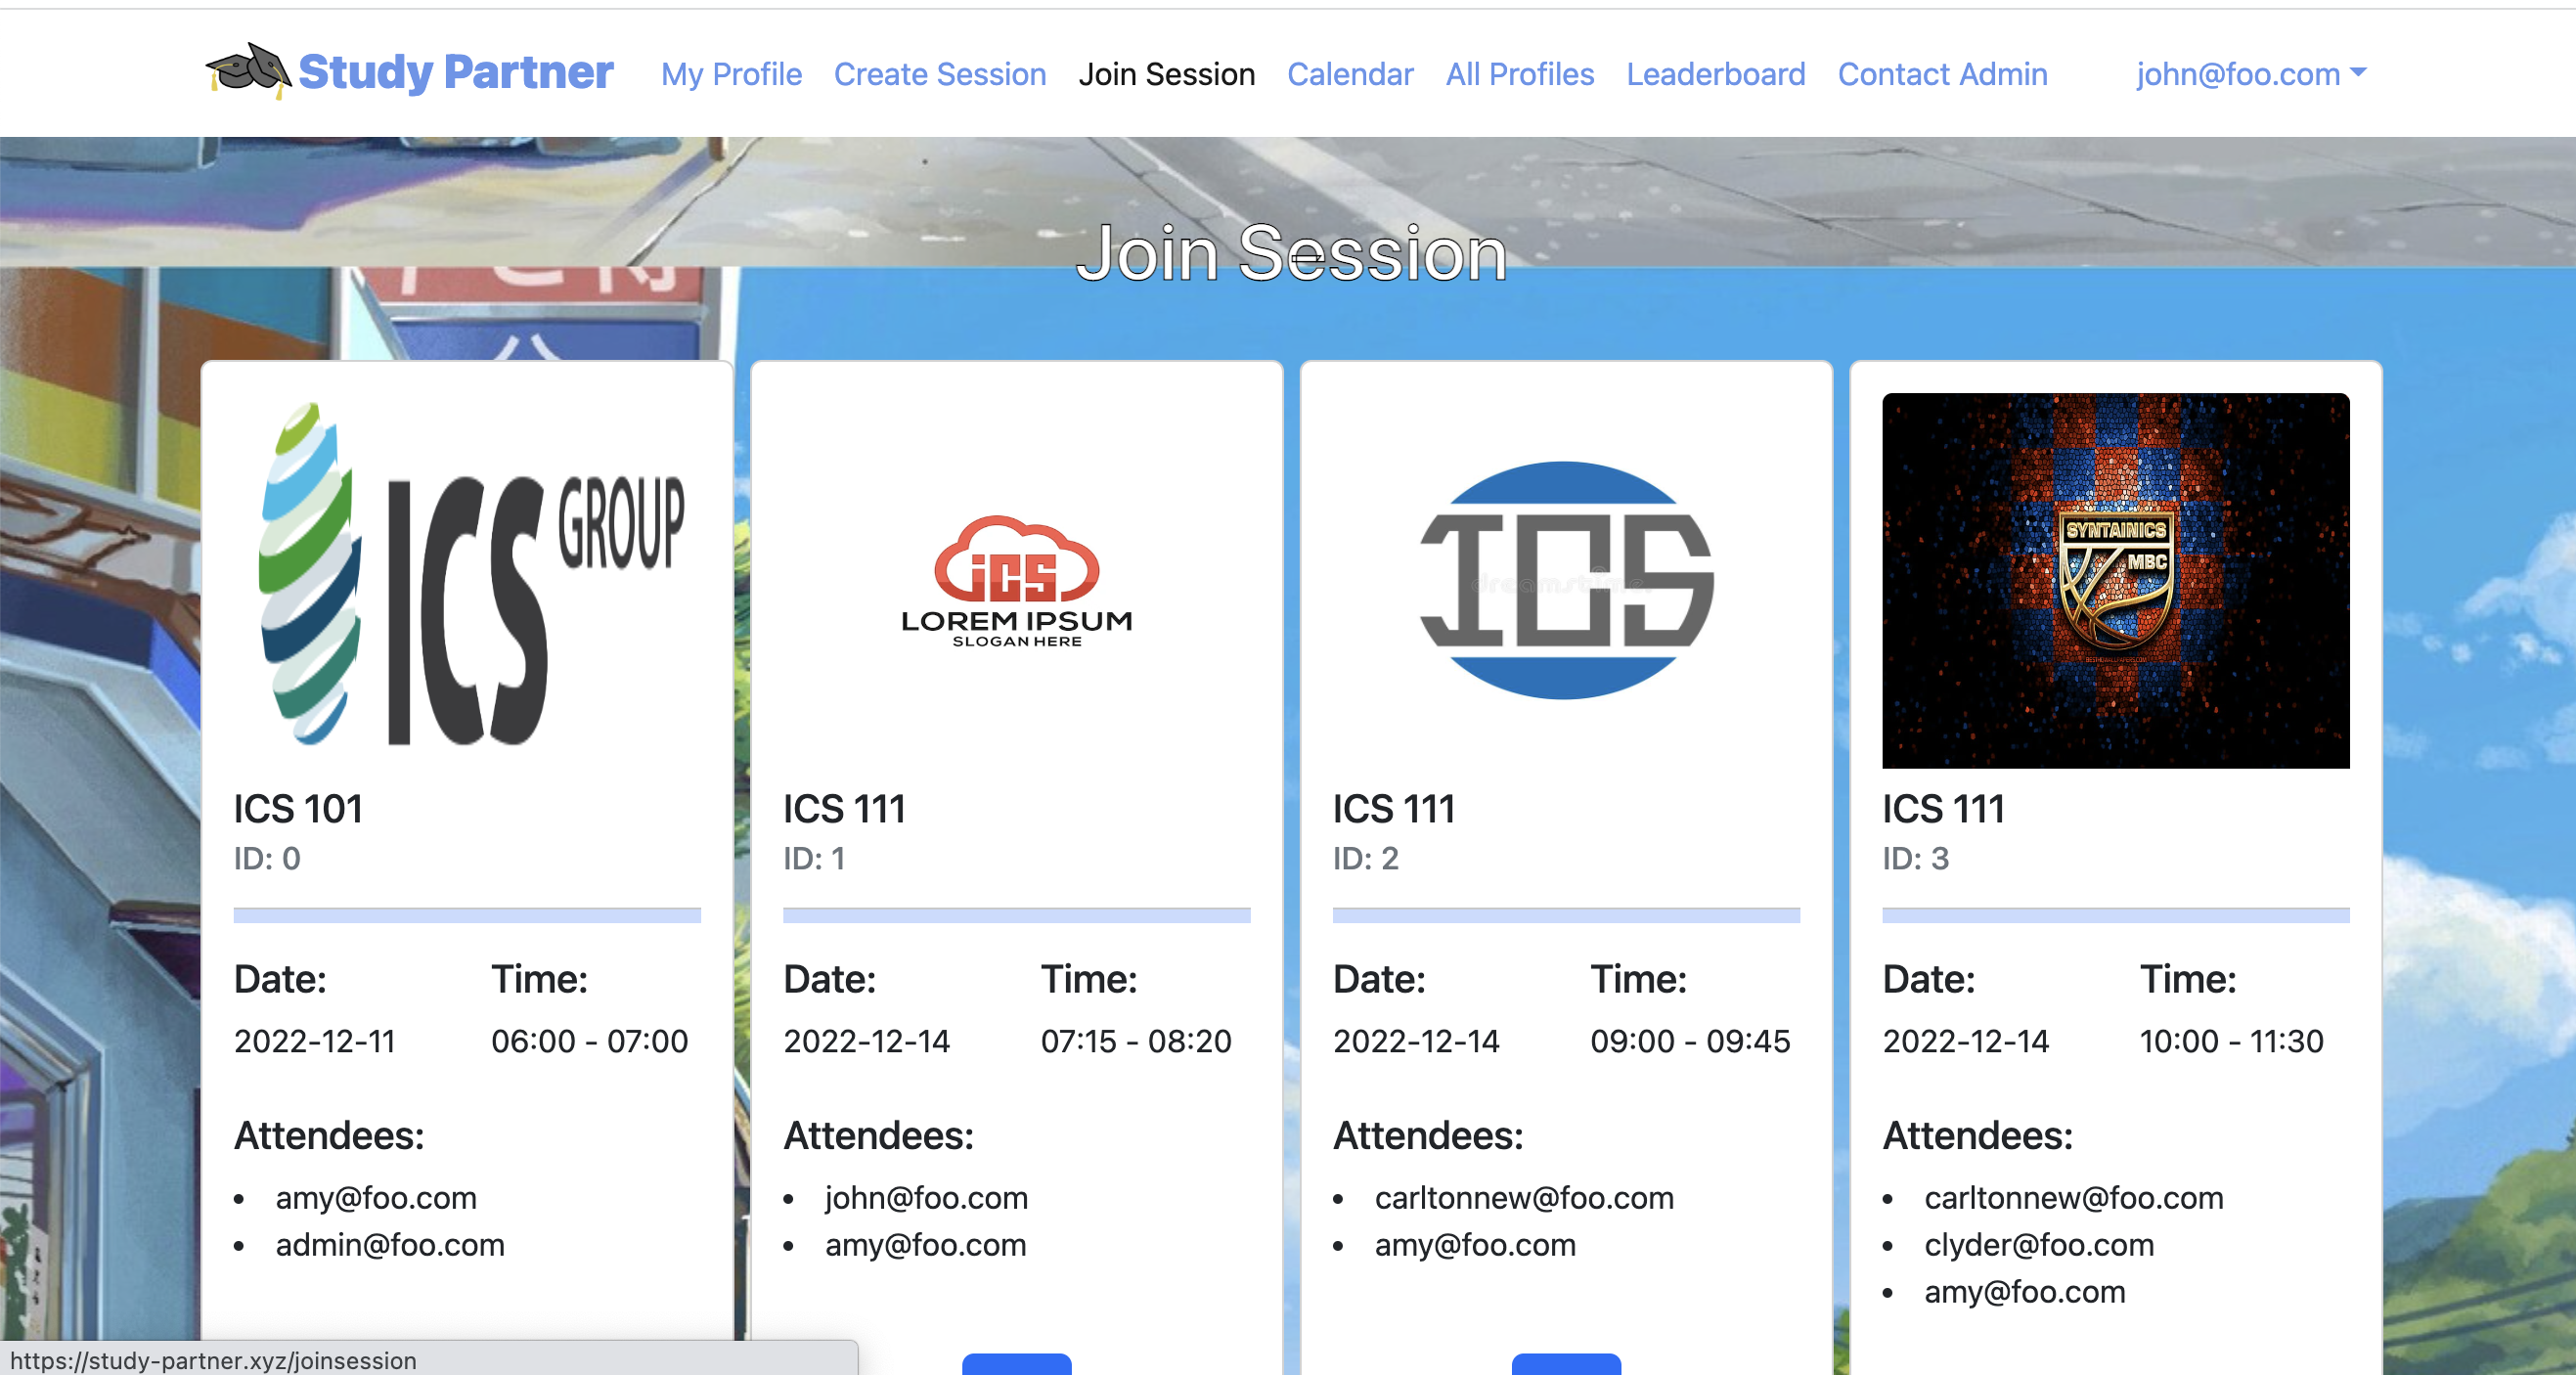 Study Partner My Profile Create Session Join Session Calendar All Profiles Leaderboard Contact Admin john@foo.com
Join Session
ICS GROUP
iCS
LOREM IPSUM
SLOGAN HERE
ICS
dreamstime
SYNTAINICS
MBC
ICS 101
ID: 0
ICS 111
ID: 1
ICS 111
ID: 2
ICS 111
ID: 3
Date: Time:
2022-12-11 06:00 - 07:00
Date: Time:
2022-12-14 07:15 - 08:20
Date: Time:
2022-12-14 09:00 - 09:45
Date: Time:
2022-12-14 10:00 - 11:30
Attendees:
• amy@foo.com
• admin@foo.com
Attendees:
• john@foo.com
• amy@foo.com
Attendees:
• carltonnew@foo.com
• amy@foo.com
Attendees:
• carltonnew@foo.com
• clyder@foo.com
• amy@foo.com
https://study-partner.xyz/joinsession